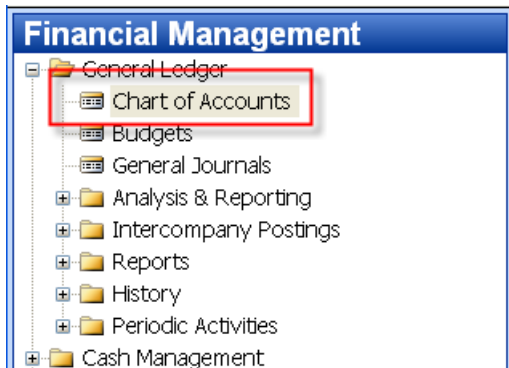 Financial Management
General Ledger
Chart of Accounts
Budgets
General Journals
Analysis & Reporting
Intercompany Postings
Reports
History
Periodic Activities
Cash Management